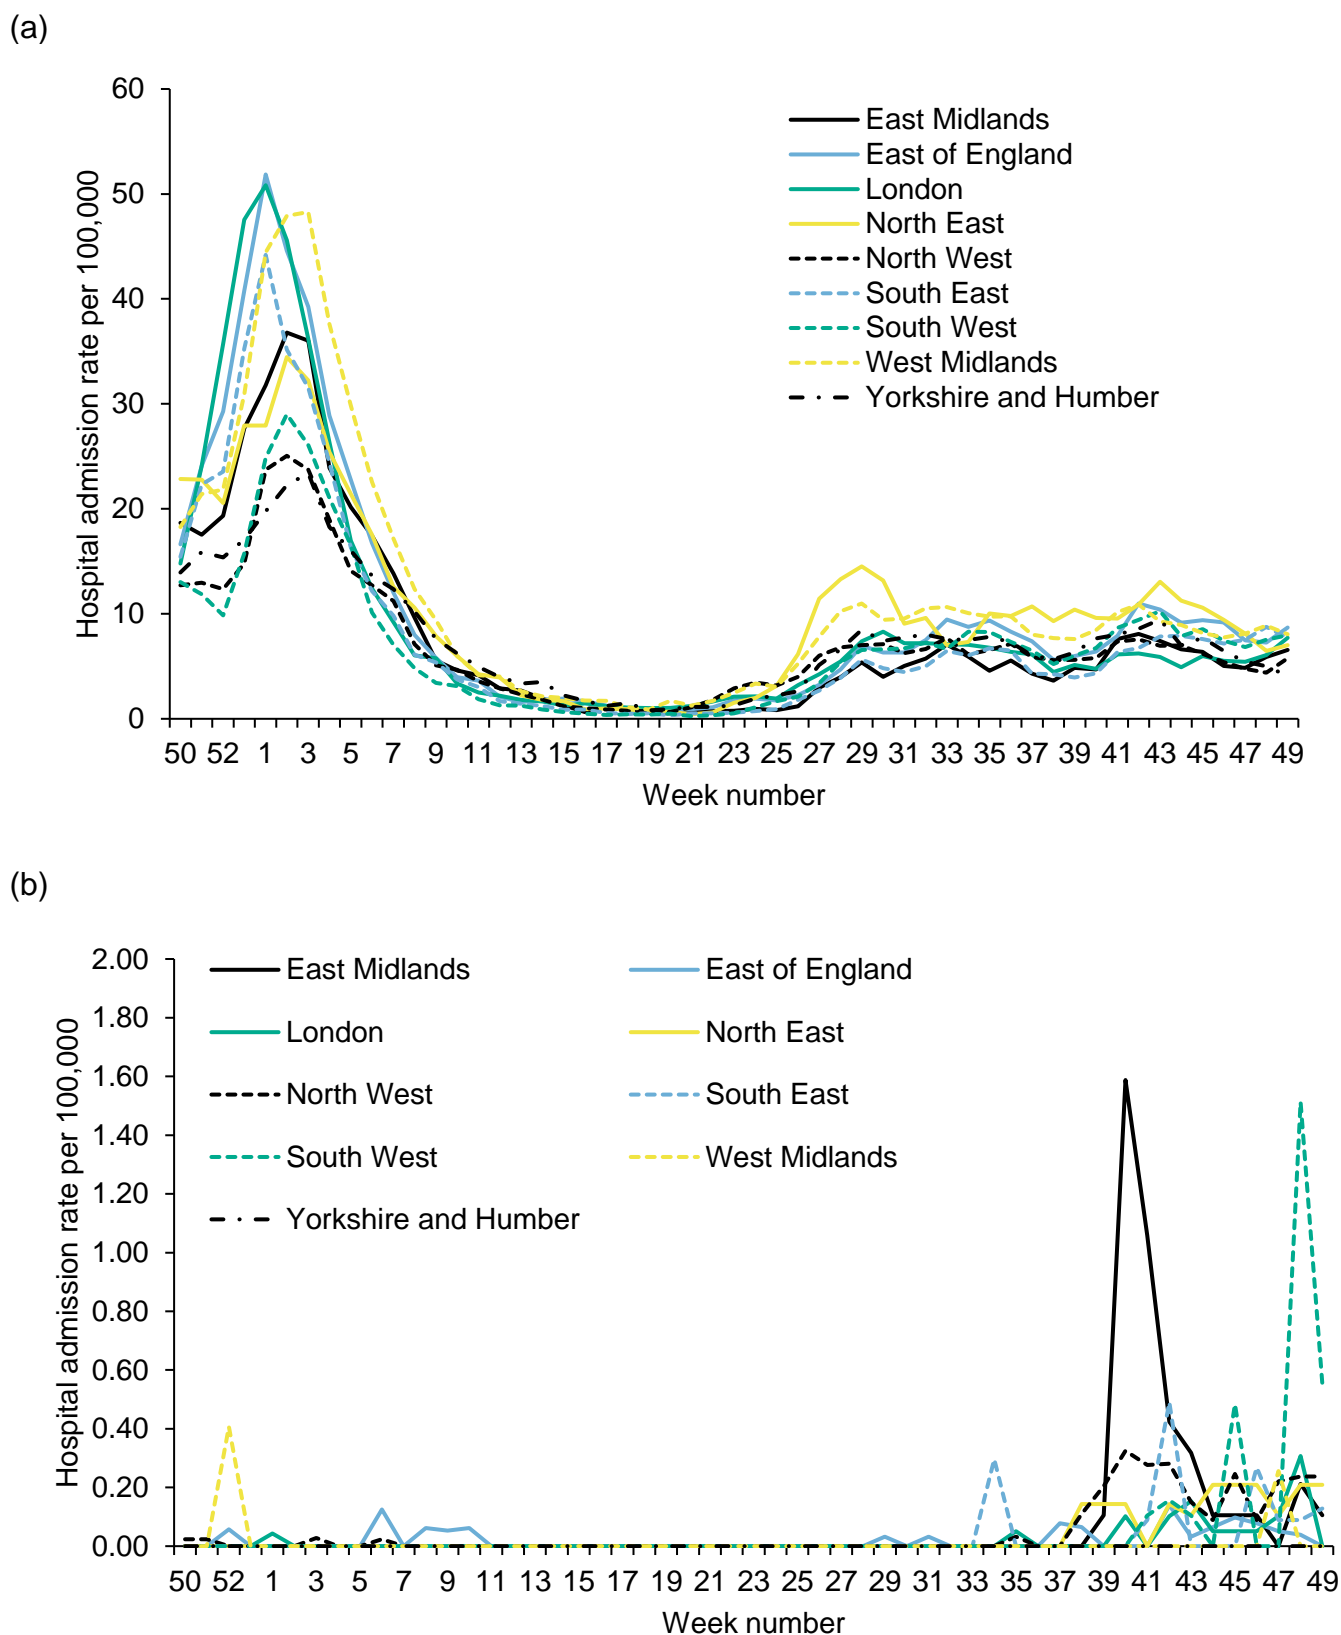 (a)
60
50
40
30
20
10
0
Hospital admission rate per 100,000
East Midlands
East of England
London
North East
North West
South East
South West
West Midlands
Yorkshire and Humber
50 52 1 3 5 7 9 11 13 15 17 19 21 23 25 27 29 31 33 35 37 39 41 43 45 47 49
Week number
(b)
2.00
1.80
1.60
1.40
1.20
1.00
0.80
0.60
0.40
0.20
0.00
Hospital admission rate per 100,000
East Midlands East of England
London North East
North West South East
South West West Midlands
Yorkshire and Humber
50 52 1 3 5 7 9 11 13 15 17 19 21 23 25 27 29 31 33 35 37 39 41 43 45 47 49
Week number